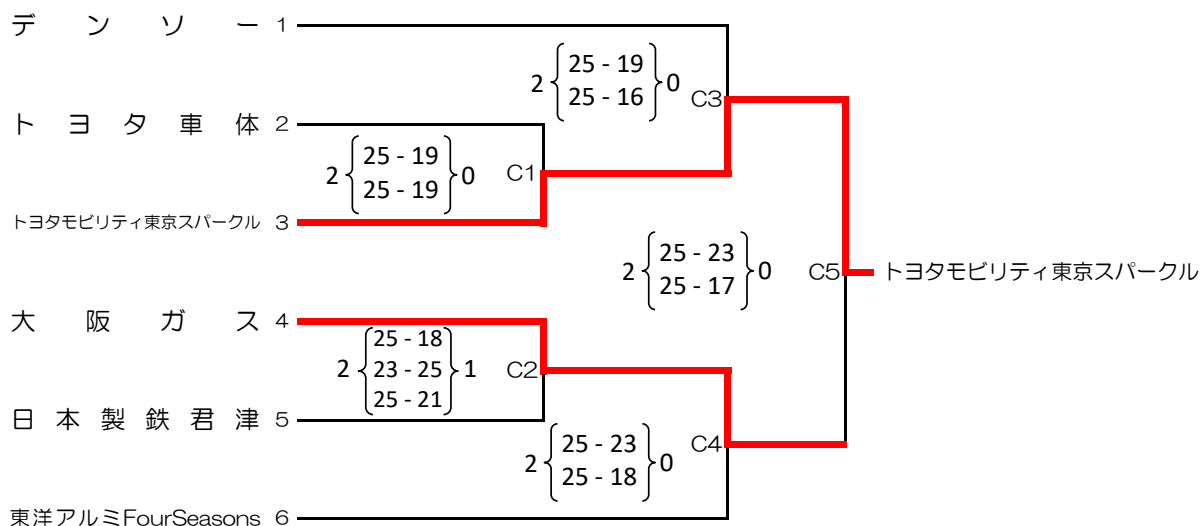 デンソー 1
25 - 19
2 0
25 - 16
C3
トヨタ車体 2
25 - 19
2 0
25 - 19
C1
トヨタモビリティ東京スパークル 3
25 - 23
2 0
25 - 17
C5
トヨタモビリティ東京スパークル
大阪ガス 4
25 - 18
2 23 - 25 1
25 - 21
C2
日本製鉄君津 5
25 - 23
2 0
25 - 18
C4
東洋アルミFourSeasons 6